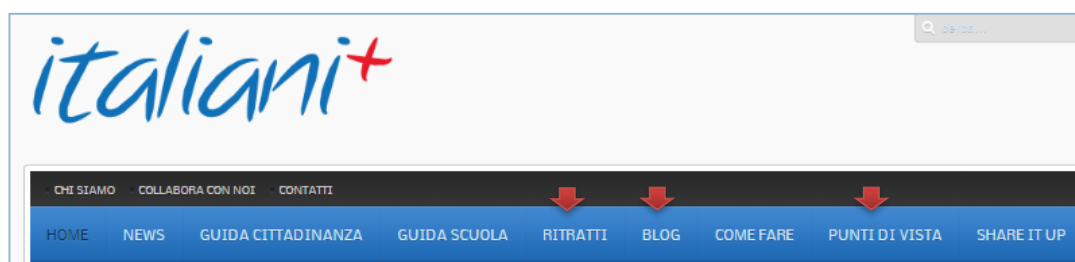 cerca...
italiani+
CHI SIAMO COLLABORA CON NOI CONTATTI
HOME NEWS GUIDA CITTADINANZA GUIDA SCUOLA RITRATTI BLOG COME FARE PUNTI DI VISTA SHARE IT UP